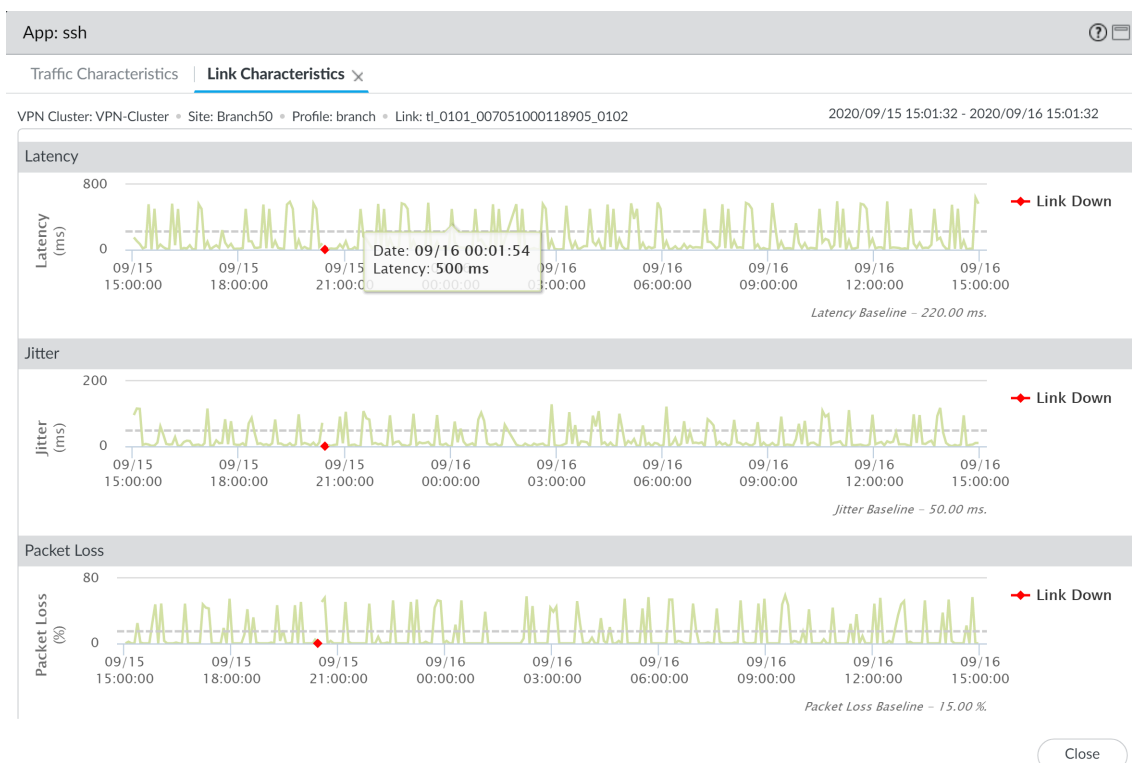 App: ssh
Traffic Characteristics
Link Characteristics
VPN Cluster: VPN-Cluster • Site: Branch50 • Profile: branch • Link: tl_0101_007051000118905_0102
2020/09/15 15:01:32 - 2020/09/16 15:01:32
Latency
800
0
Latency
(ms)
Link Down
Date: 09/16 00:01:54
Latency: 500 ms
09/15 09/15 09/15 09/16 09/16 09/16 09/16 09/16
15:00:00 18:00:00 21:00:00 00:00:00 03:00:00 06:00:00 09:00:00 12:00:00 15:00:00
Latency Baseline – 220.00 ms.
Jitter
200
0
Jitter
(ms)
Link Down
09/15 09/15 09/15 09/16 09/16 09/16 09/16 09/16 09/16
15:00:00 18:00:00 21:00:00 00:00:00 03:00:00 06:00:00 09:00:00 12:00:00 15:00:00
Jitter Baseline – 50.00 ms.
Packet Loss
80
0
Packet Loss
(%)
Link Down
09/15 09/15 09/15 09/16 09/16 09/16 09/16 09/16 09/16
15:00:00 18:00:00 21:00:00 00:00:00 03:00:00 06:00:00 09:00:00 12:00:00 15:00:00
Packet Loss Baseline – 15.00 %.
Close